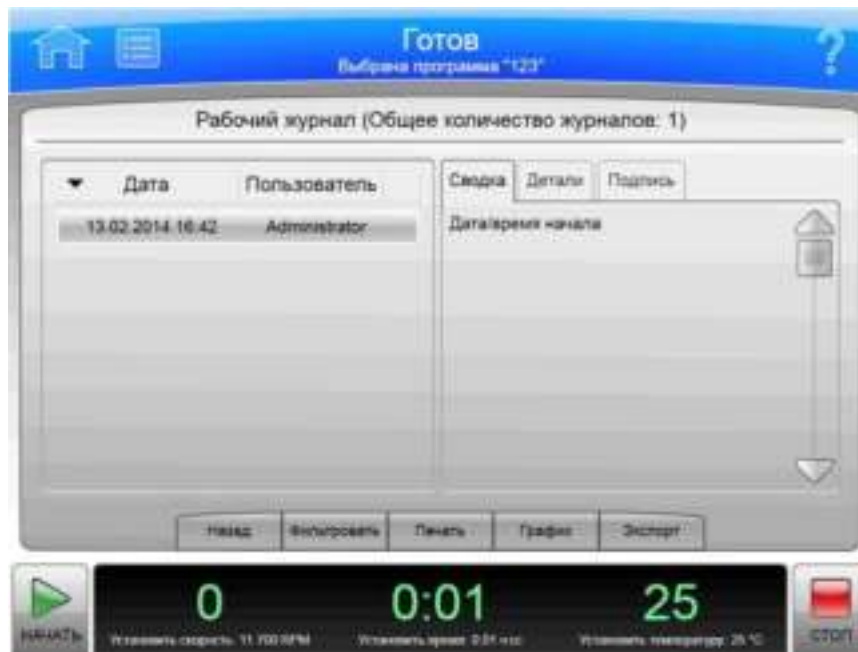 Готов
Выбрана программа "123"
?
Рабочий журнал (Общее количество журналов: 1)
Дата Пользователь
Сводка Детали Подпись
13.02.2014 16:42 Administrator
Дата/время начала
Назад Фильтровать Печать График Экспорт
0 0:01 25
НАЧАТЬ Установить скорость: 11 700 RPM Установить время: 0:01 Установить температуру: 25 °C СТОП